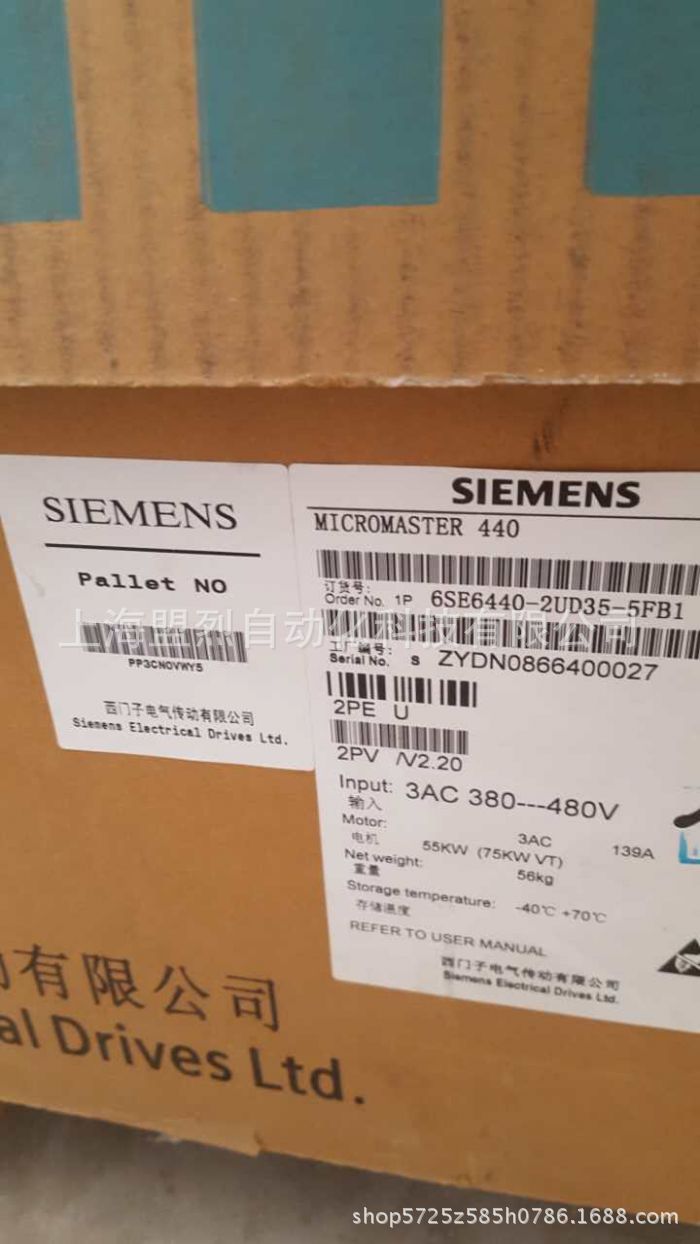 SIEMENS
Pallet NO
PP3CN0VWY5
西门子电气传动有限公司
Siemens Electrical Drives Ltd.
SIEMENS
MICROMASTER 440
订货号:
Order No. 1P 6SE6440-2UD35-5FB1
上海盟烈自动化科技有限公司
工厂编号:
Serial No. S ZYDN0866400027
2PE U
2PV /V2.20
Input: 3AC 380---480V
输入
Motor: 3AC
电机 55KW (75KW VT) 139A
Net weight: 56kg
重量
Storage temperature: -40℃ +70℃
存储温度
REFER TO USER MANUAL
西门子电气传动有限公司
Siemens Electrical Drives Ltd.
有限公司
al Drives Ltd.
shop5725z585h0786.1688.com